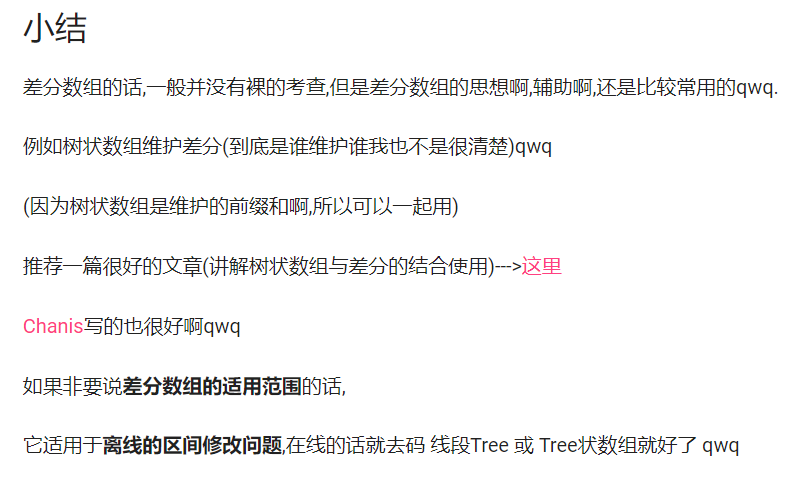 小结
差分数组的话,一般并没有裸的考查,但是差分数组的思想啊,辅助啊,还是比较常用的qwq.
例如树状数组维护差分(到底是谁维护谁我也不是很清楚)qwq
(因为树状数组是维护的前缀和啊,所以可以一起用)
推荐一篇很好的文章(讲解树状数组与差分的结合使用)--->这里
Chanis写的也很好啊qwq
如果非要说差分数组的适用范围的话,
它适用于离线的区间修改问题,在线的话就去码 线段Tree 或 Tree状数组就好了 qwq